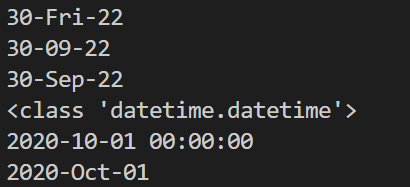 30-Fri-22
30-09-22
30-Sep-22
<class 'datetime.datetime'>
2020-10-01 00:00:00
2020-Oct-01